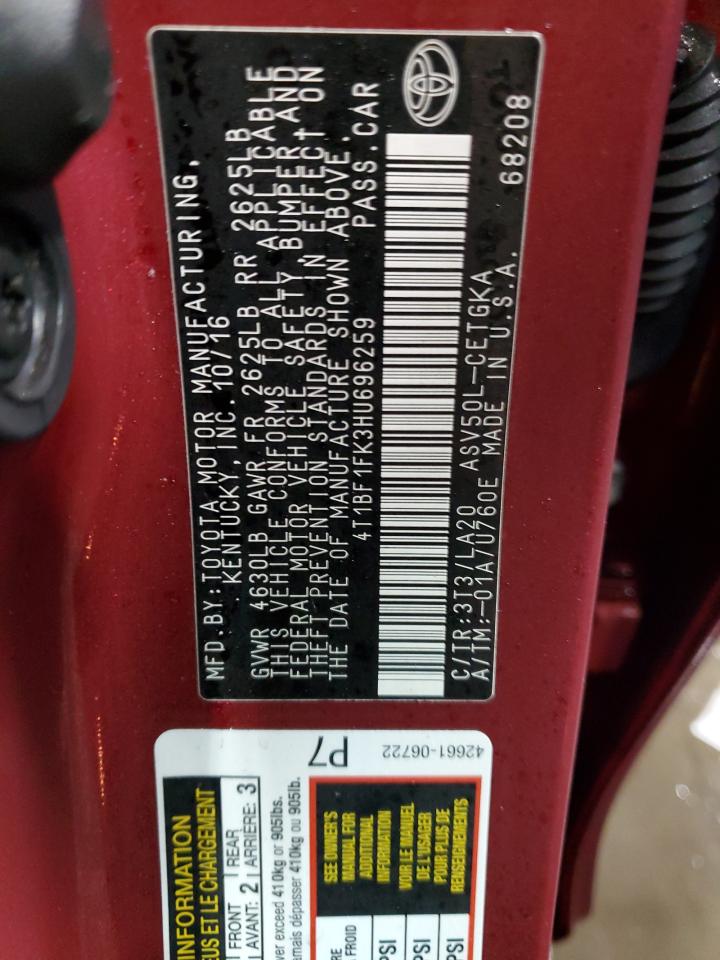 MFD.BY:TOYOTA MOTOR MANUFACTURING,
KENTUCKY, INC. 10/16
GVWR 4630LB GAWR FR 2625LB RR 2625LB
THIS VEHICLE CONFORMS TO ALL APPLICABLE
FEDERAL MOTOR VEHICLE SAFETY, BUMPER, AND
THEFT PREVENTION STANDARDS IN EFFECT ON
THE DATE OF MANUFACTURE SHOWN ABOVE.
4T1BF1FK3HU696259 PASS.CAR
C/TR:3T3/LA20 ASV50L-CETGKA
A/TM:-01A/U760E MADE IN U.S.A.
68208
P7
42661-06722
INFORMATION
EUS ET LE CHARGEMENT
FRONT
AVANT: 2
REAR
ARRIÈRE: 3
ver exceed 410kg or 905lbs.
amais dépasser 410kg ou 905lb.
SEE OWNER'S
MANUAL FOR
ADDITIONAL
INFORMATION
VOIR LE MANUEL
DE L'USAGER
POUR PLUS DE
RENSEIGNEMENTS
RE
FROID
PSI
PSI
PSI